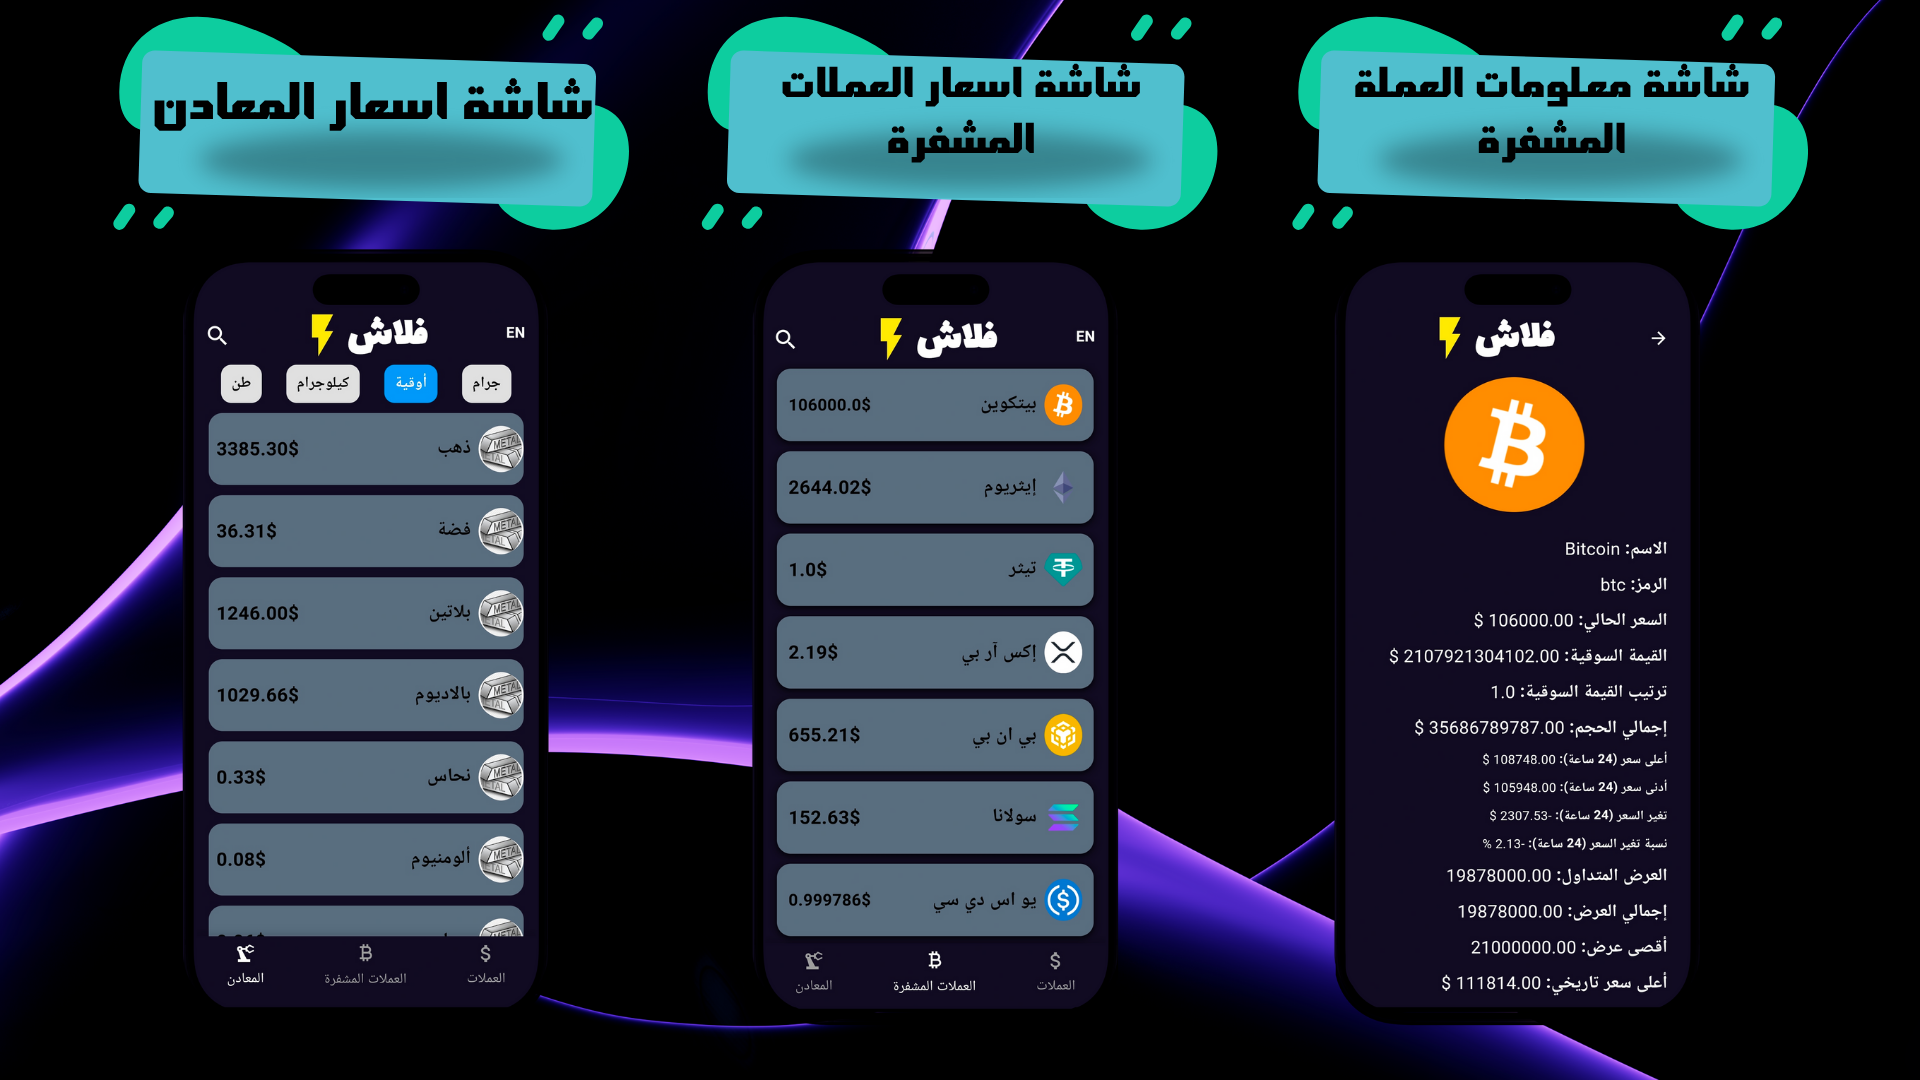 شاشة معلومات العملة
المشفرة
شاشة اسعار العملات
المشفرة
شاشة اسعار المعادن
فلاش
الاسم: Bitcoin
الرمز: btc
السعر الحالي: 106000.00 $
القيمة السوقية: 2107921304102.00 $
ترتيب القيمة السوقية: 1.0
إجمالي الحجم: 35686789787.00 $
أعلى سعر (24 ساعة): 108748.00 $
أدنى سعر (24 ساعة): 105948.00 $
تغير السعر (24 ساعة): -2307.53 $
نسبة تغير السعر (24 ساعة): -2.13 %
العرض المتداول: 19878000.00
إجمالي العرض: 19878000.00
أقصى عرض: 21000000.00
أعلى سعر تاريخي: 111814.00 $
EN
فلاش
بيتكوين 106000.0$
إيثريوم 2644.02$
تيثر 1.0$
إكس آر بي 2.19$
بي ان بي 655.21$
سولانا 152.63$
يو اس دي سي 0.999786$
العملات
العملات المشفرة
المعادن
EN
فلاش
جرام
أوقية
كيلوجرام
طن
ذهب 3385.30$
فضة 36.31$
بلاتين 1246.00$
بالاديوم 1029.66$
نحاس 0.33$
ألومنيوم 0.08$
العملات
العملات المشفرة
المعادن